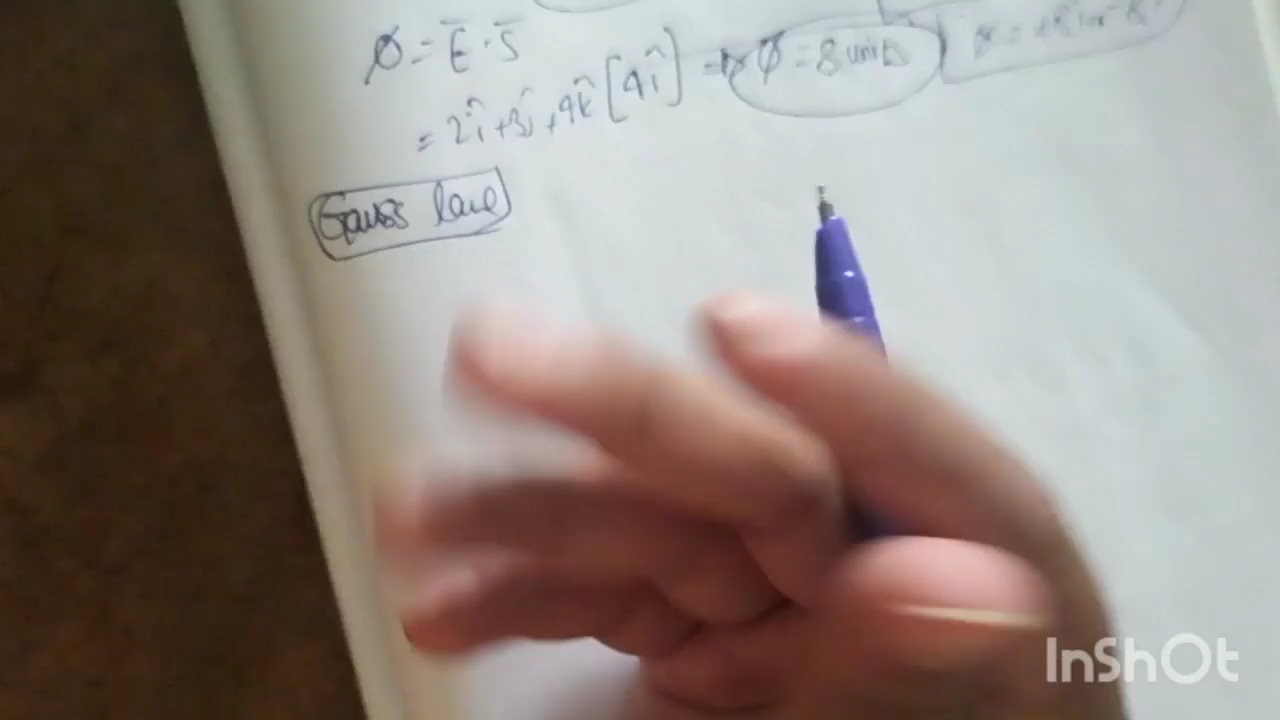 ∅ = E̅ · S̅
= 2î + 3ĵ + 4k̂ [4î] ⇒ ∅ = 8 units
Gauss law
InShOt